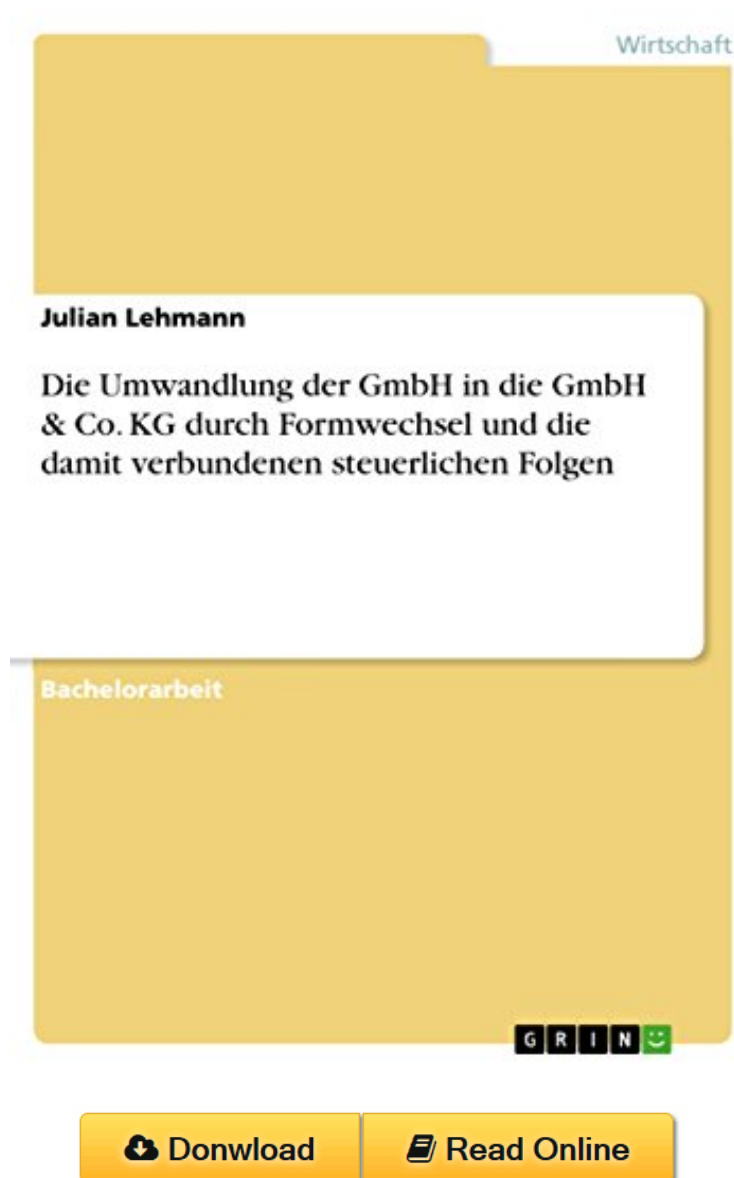 Wirtschaft
Julian Lehmann
Die Umwandlung der GmbH in die GmbH
& Co. KG durch Formwechsel und die
damit verbundenen steuerlichen Folgen
Bachelorarbeit
GRIN
Donwload
Read Online